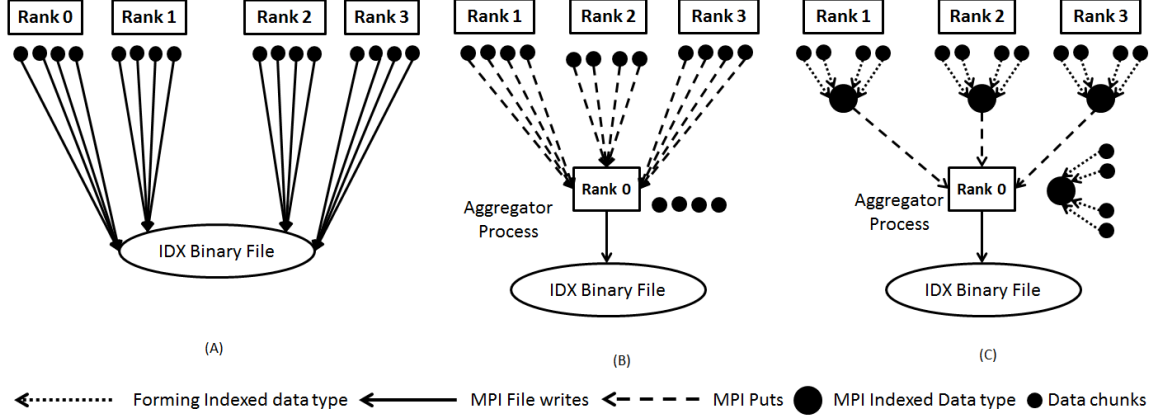 Rank 0
Rank 1
Rank 2
Rank 3
IDX Binary File
(A)
Rank 1
Rank 2
Rank 3
Rank 0
Aggregator
Process
IDX Binary File
(B)
Rank 1
Rank 2
Rank 3
Rank 0
Aggregator
Process
IDX Binary File
(C)
Forming Indexed data type
MPI File writes
MPI Puts
MPI Indexed Data type
Data chunks